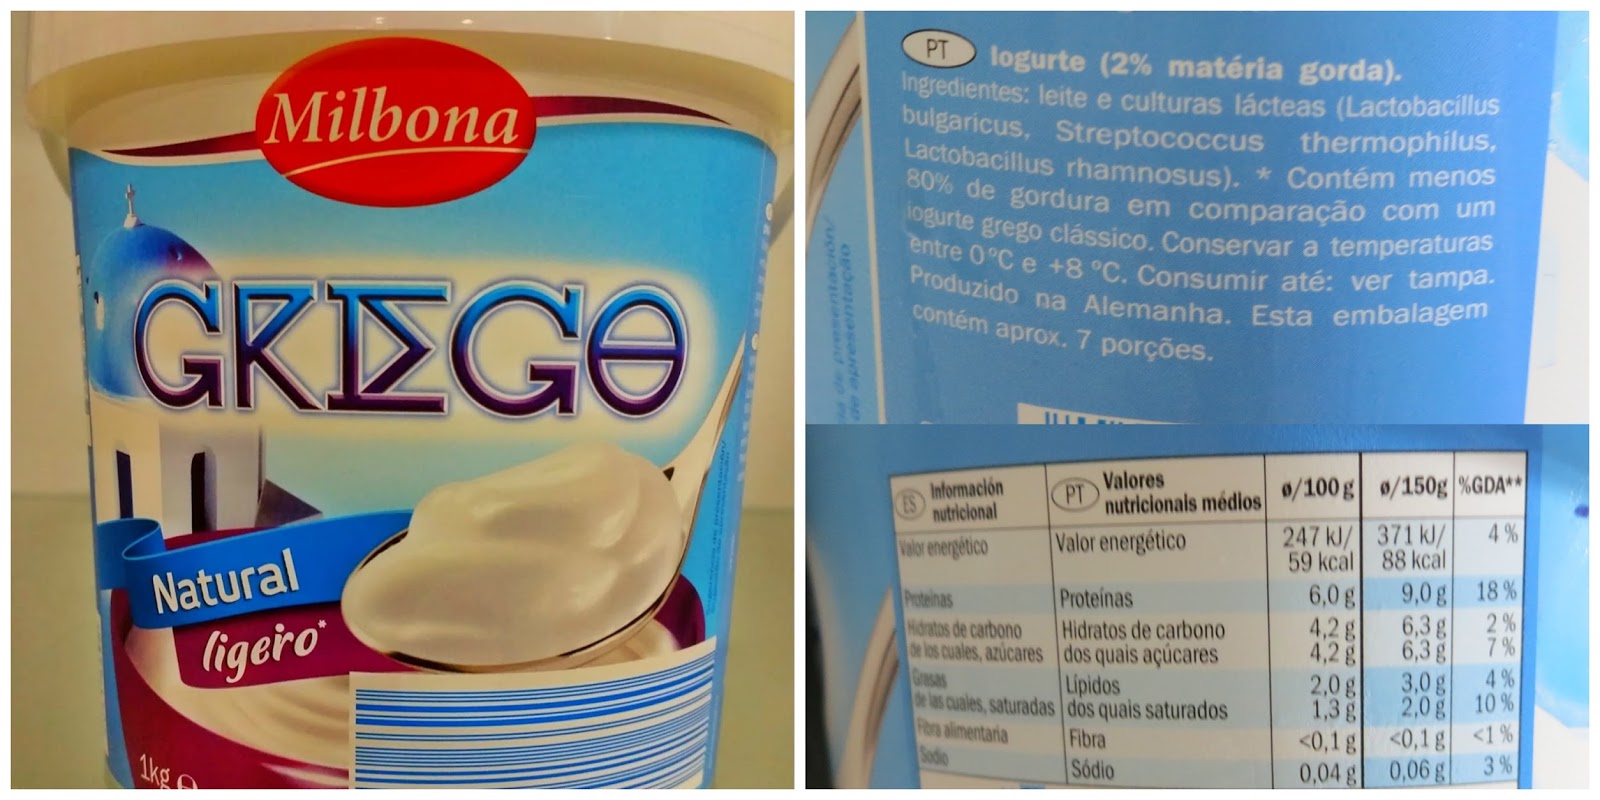 Milbona
GRIEGO
Natural
ligero*
1kg e
PT Iogurte (2% matéria gorda).
Ingredientes: leite e culturas lácteas (Lactobacillus
bulgaricus, Streptococcus thermophilus,
Lactobacillus rhamnosus). * Contém menos
80% de gordura em comparação com um
iogurte grego clássico. Conservar a temperaturas
entre 0°C e +8 °C. Consumir até: ver tampa.
Produzido na Alemanha. Esta embalagem
contém aprox. 7 porções.
de presentación/
de apresentação
ES Información nutricional PT Valores nutricionais médios ø/100 g ø/150g %GDA**
Valor energético Valor energético 247 kJ/ 371 kJ/ 4 %
59 kcal 88 kcal
Proteínas Proteínas 6,0 g 9,0 g 18 %
Hidratos de carbono Hidratos de carbono 4,2 g 6,3 g 2 %
de los cuales, azúcares dos quais açúcares 4,2 g 6,3 g 7 %
Grasas Lípidos 2,0 g 3,0 g 4 %
de las cuales, saturadas dos quais saturados 1,3 g 2,0 g 10 %
Fibra alimentaria Fibra <0,1 g <0,1 g <1 %
Sodio Sódio 0,04 g 0,06 g 3 %